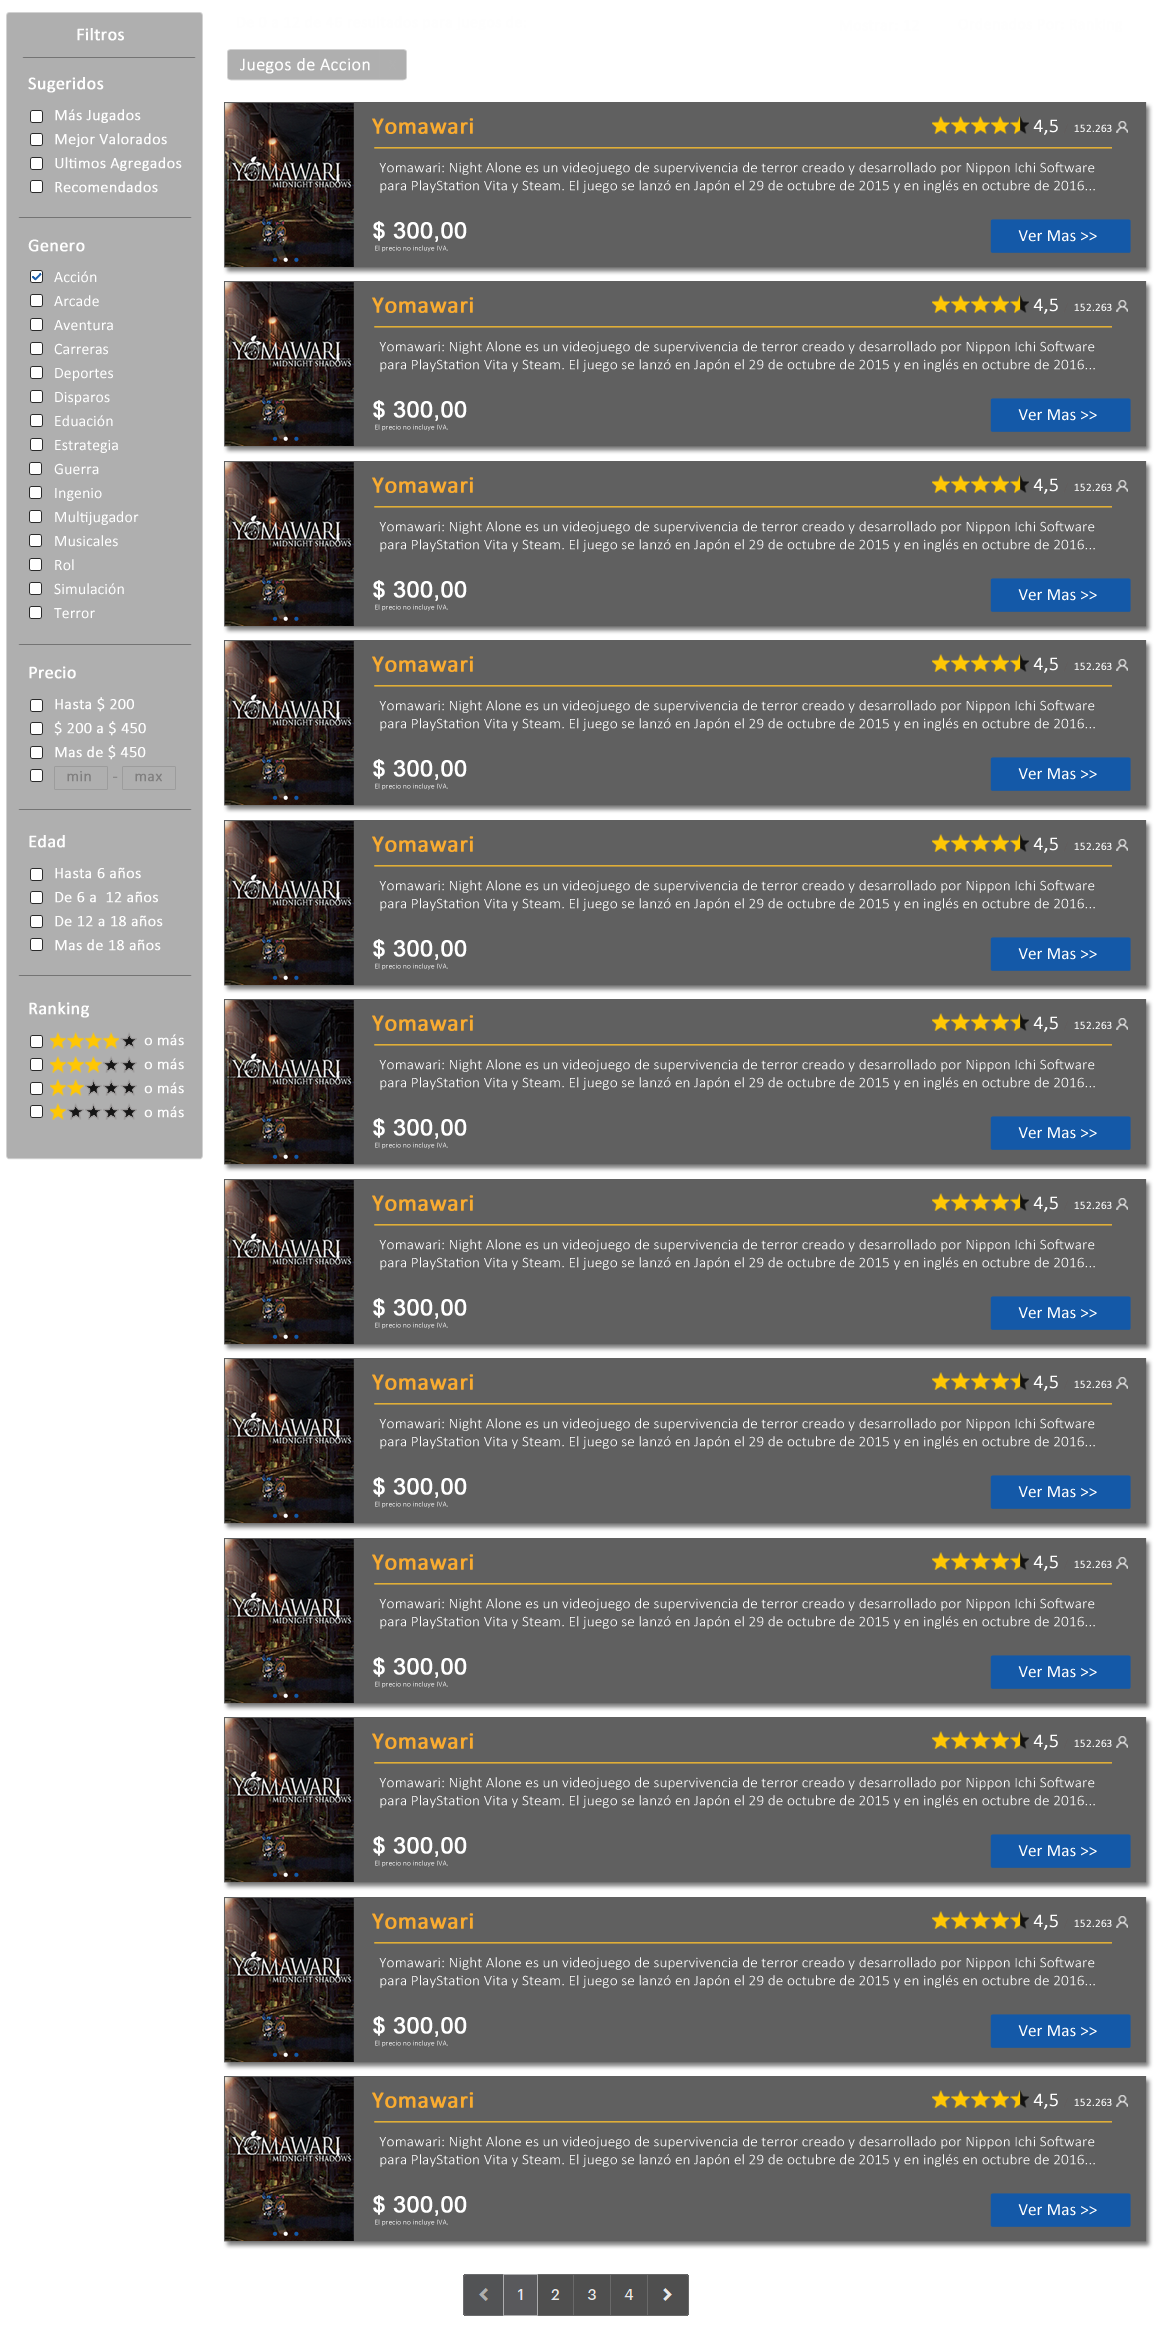 Filtros
Sugeridos
Más Jugados
Mejor Valorados
Ultimos Agregados
Recomendados
Genero
Acción
Arcade
Aventura
Carreras
Deportes
Disparos
Eduación
Estrategia
Guerra
Ingenio
Multijugador
Musicales
Rol
Simulación
Terror
Precio
Hasta $ 200
$ 200 a $ 450
Mas de $ 450
min - max
Edad
Hasta 6 años
De 6 a 12 años
De 12 a 18 años
Mas de 18 años
Ranking
o más
o más
o más
o más
Juegos de Accion
YOMAWARI
MIDNIGHT SHADOWS
Yomawari 4,5 152.263
Yomawari: Night Alone es un videojuego de supervivencia de terror creado y desarrollado por Nippon Ichi Software
para PlayStation Vita y Steam. El juego se lanzó en Japón el 29 de octubre de 2015 y en inglés en octubre de 2016...
$ 300,00
El precio no incluye IVA.
Ver Mas >>
YOMAWARI
MIDNIGHT SHADOWS
Yomawari 4,5 152.263
Yomawari: Night Alone es un videojuego de supervivencia de terror creado y desarrollado por Nippon Ichi Software
para PlayStation Vita y Steam. El juego se lanzó en Japón el 29 de octubre de 2015 y en inglés en octubre de 2016...
$ 300,00
El precio no incluye IVA.
Ver Mas >>
YOMAWARI
MIDNIGHT SHADOWS
Yomawari 4,5 152.263
Yomawari: Night Alone es un videojuego de supervivencia de terror creado y desarrollado por Nippon Ichi Software
para PlayStation Vita y Steam. El juego se lanzó en Japón el 29 de octubre de 2015 y en inglés en octubre de 2016...
$ 300,00
El precio no incluye IVA.
Ver Mas >>
YOMAWARI
MIDNIGHT SHADOWS
Yomawari 4,5 152.263
Yomawari: Night Alone es un videojuego de supervivencia de terror creado y desarrollado por Nippon Ichi Software
para PlayStation Vita y Steam. El juego se lanzó en Japón el 29 de octubre de 2015 y en inglés en octubre de 2016...
$ 300,00
El precio no incluye IVA.
Ver Mas >>
YOMAWARI
MIDNIGHT SHADOWS
Yomawari 4,5 152.263
Yomawari: Night Alone es un videojuego de supervivencia de terror creado y desarrollado por Nippon Ichi Software
para PlayStation Vita y Steam. El juego se lanzó en Japón el 29 de octubre de 2015 y en inglés en octubre de 2016...
$ 300,00
El precio no incluye IVA.
Ver Mas >>
YOMAWARI
MIDNIGHT SHADOWS
Yomawari 4,5 152.263
Yomawari: Night Alone es un videojuego de supervivencia de terror creado y desarrollado por Nippon Ichi Software
para PlayStation Vita y Steam. El juego se lanzó en Japón el 29 de octubre de 2015 y en inglés en octubre de 2016...
$ 300,00
El precio no incluye IVA.
Ver Mas >>
YOMAWARI
MIDNIGHT SHADOWS
Yomawari 4,5 152.263
Yomawari: Night Alone es un videojuego de supervivencia de terror creado y desarrollado por Nippon Ichi Software
para PlayStation Vita y Steam. El juego se lanzó en Japón el 29 de octubre de 2015 y en inglés en octubre de 2016...
$ 300,00
El precio no incluye IVA.
Ver Mas >>
YOMAWARI
MIDNIGHT SHADOWS
Yomawari 4,5 152.263
Yomawari: Night Alone es un videojuego de supervivencia de terror creado y desarrollado por Nippon Ichi Software
para PlayStation Vita y Steam. El juego se lanzó en Japón el 29 de octubre de 2015 y en inglés en octubre de 2016...
$ 300,00
El precio no incluye IVA.
Ver Mas >>
YOMAWARI
MIDNIGHT SHADOWS
Yomawari 4,5 152.263
Yomawari: Night Alone es un videojuego de supervivencia de terror creado y desarrollado por Nippon Ichi Software
para PlayStation Vita y Steam. El juego se lanzó en Japón el 29 de octubre de 2015 y en inglés en octubre de 2016...
$ 300,00
El precio no incluye IVA.
Ver Mas >>
YOMAWARI
MIDNIGHT SHADOWS
Yomawari 4,5 152.263
Yomawari: Night Alone es un videojuego de supervivencia de terror creado y desarrollado por Nippon Ichi Software
para PlayStation Vita y Steam. El juego se lanzó en Japón el 29 de octubre de 2015 y en inglés en octubre de 2016...
$ 300,00
El precio no incluye IVA.
Ver Mas >>
YOMAWARI
MIDNIGHT SHADOWS
Yomawari 4,5 152.263
Yomawari: Night Alone es un videojuego de supervivencia de terror creado y desarrollado por Nippon Ichi Software
para PlayStation Vita y Steam. El juego se lanzó en Japón el 29 de octubre de 2015 y en inglés en octubre de 2016...
$ 300,00
El precio no incluye IVA.
Ver Mas >>
YOMAWARI
MIDNIGHT SHADOWS
Yomawari 4,5 152.263
Yomawari: Night Alone es un videojuego de supervivencia de terror creado y desarrollado por Nippon Ichi Software
para PlayStation Vita y Steam. El juego se lanzó en Japón el 29 de octubre de 2015 y en inglés en octubre de 2016...
$ 300,00
El precio no incluye IVA.
Ver Mas >>
1 2 3 4